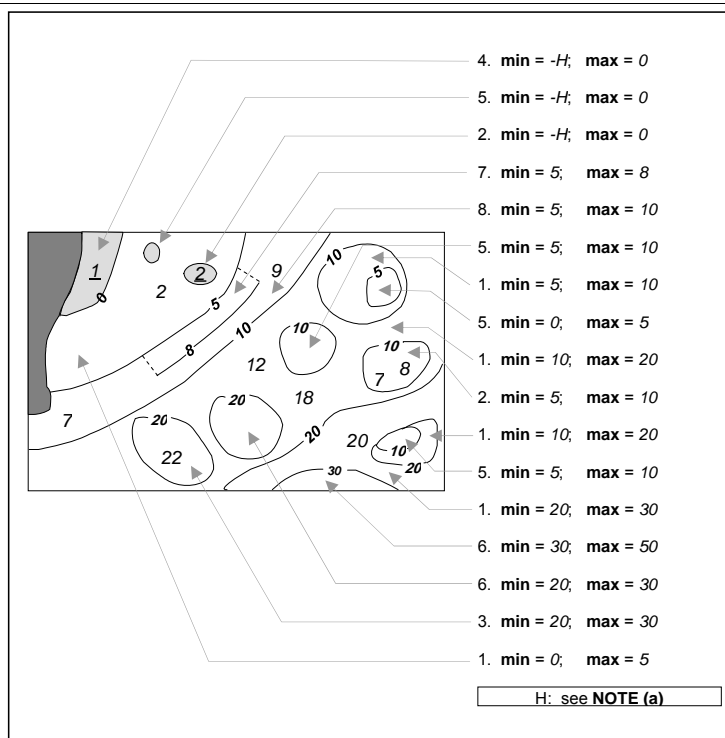 4. min = -H; max = 0
5. min = -H; max = 0
2. min = -H; max = 0
7. min = 5; max = 8
8. min = 5; max = 10
5. min = 5; max = 10
1. min = 5; max = 10
5. min = 0; max = 5
1. min = 10; max = 20
2. min = 5; max = 10
1. min = 10; max = 20
5. min = 5; max = 10
1. min = 20; max = 30
6. min = 30; max = 50
6. min = 20; max = 30
3. min = 20; max = 30
1. min = 0; max = 5
H: see NOTE (a)
1
0
2
2
9
5
8
10
7
10
5
10
12
10
7
8
18
20
22
20
20
20
10
20
30